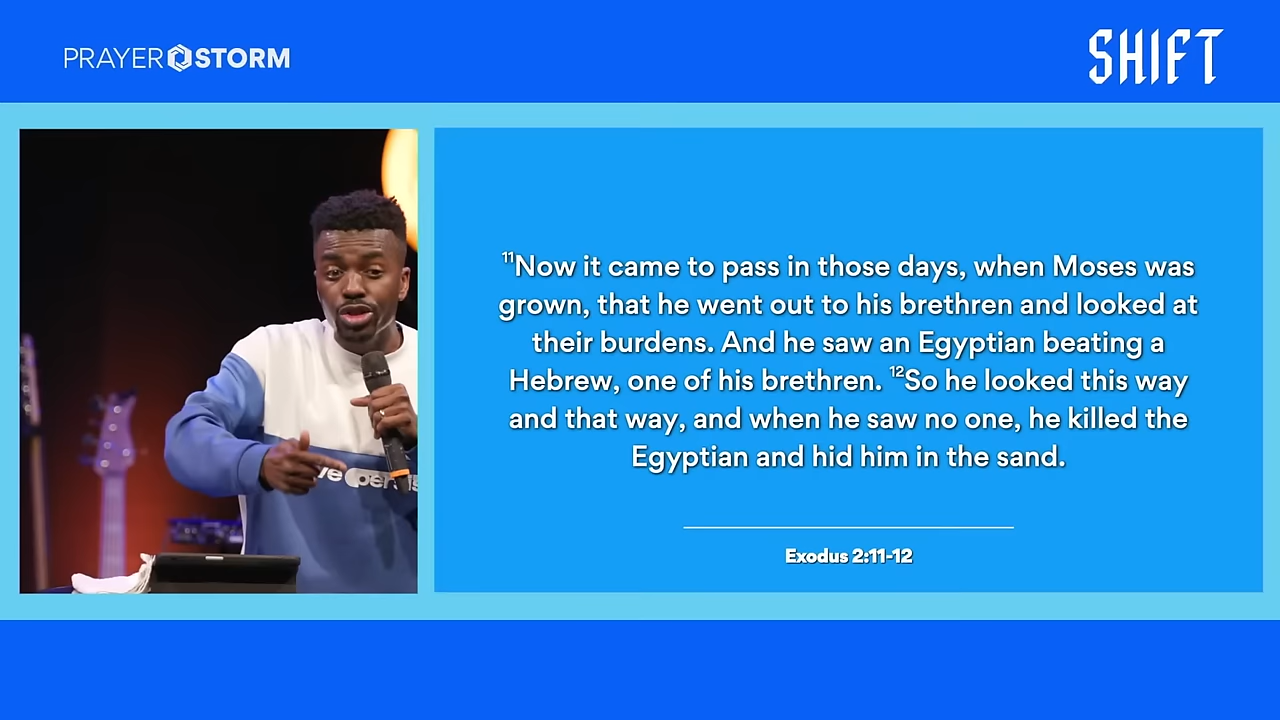 PRAYER STORM
SHIFT
¹¹Now it came to pass in those days, when Moses was
grown, that he went out to his brethren and looked at
their burdens. And he saw an Egyptian beating a
Hebrew, one of his brethren. ¹²So he looked this way
and that way, and when he saw no one, he killed the
Egyptian and hid him in the sand.
Exodus 2:11-12